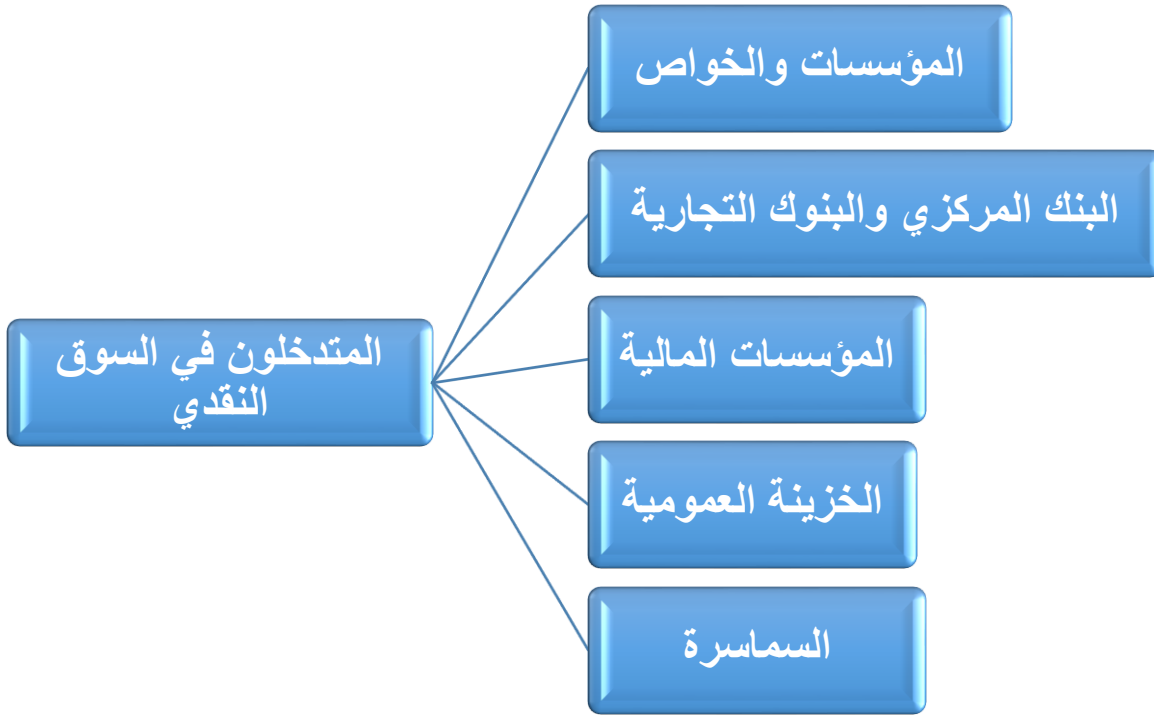 المؤسسات والخواص
البنك المركزي والبنوك التجارية
المتدخلون في السوق
النقدي
المؤسسات المالية
الخزينة العمومية
السماسرة